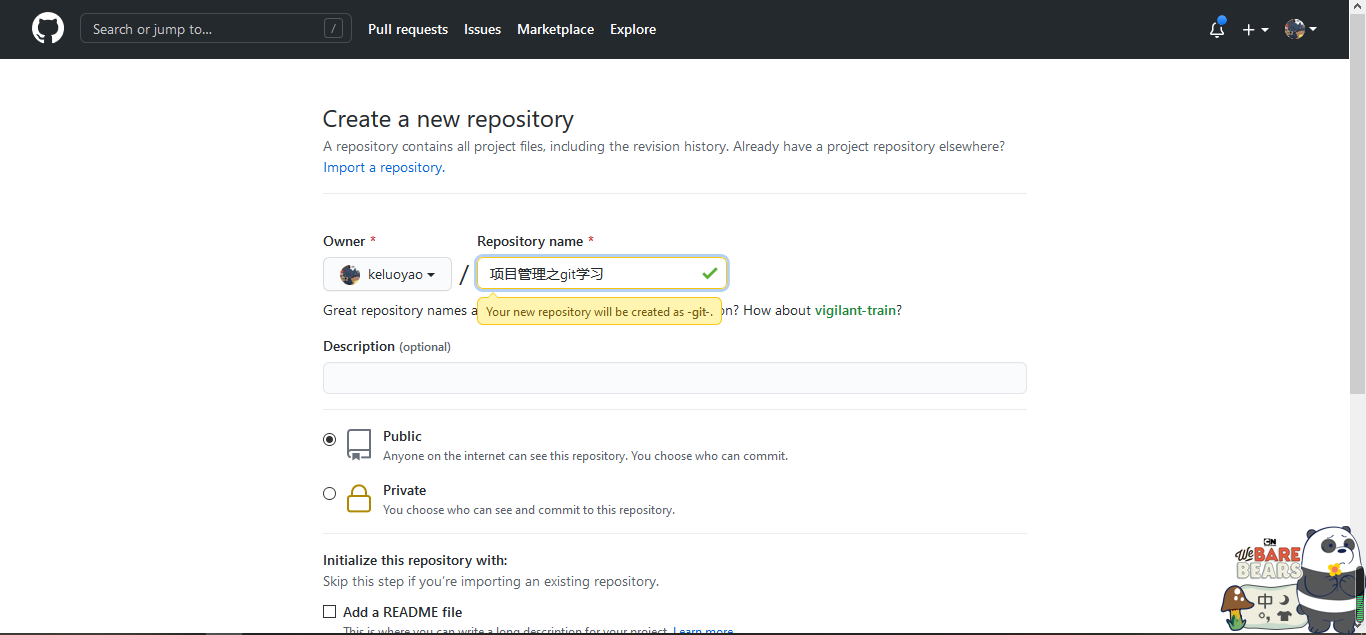 Search or jump to... /
Pull requests Issues Marketplace Explore
Create a new repository
A repository contains all project files, including the revision history. Already have a project repository elsewhere?
Import a repository.
Owner *
Repository name *
keluoyao / 项目管理之git学习
Great repository names a
Your new repository will be created as -git-.
on? How about vigilant-train?
Description (optional)
Public
Anyone on the internet can see this repository. You choose who can commit.
Private
You choose who can see and commit to this repository.
Initialize this repository with:
Skip this step if you're importing an existing repository.
Add a README file
This is where you can write a long description for your project. Learn more.
CN
We BARE
BEARS
中